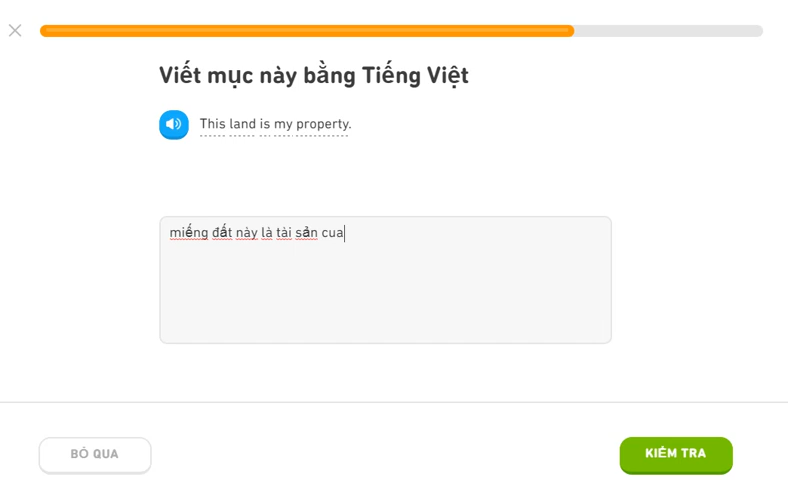 Viết mục này bằng Tiếng Việt
This land is my property.
miếng đất này là tài sản cua
BỎ QUA
KIỂM TRA